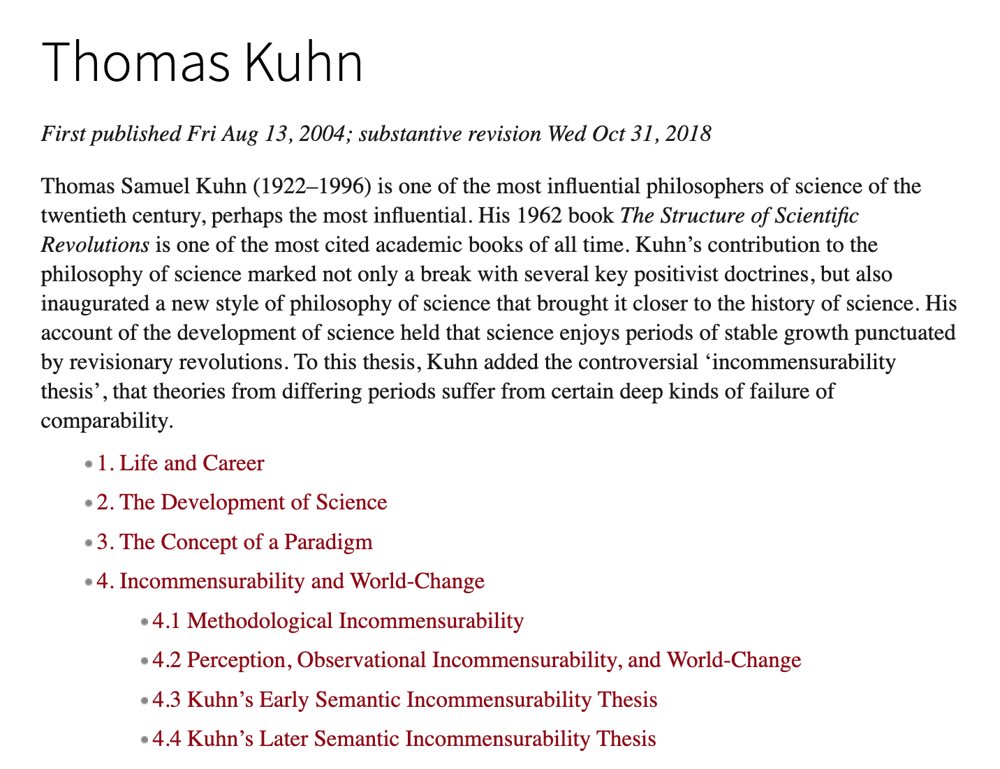 Thomas Kuhn
First published Fri Aug 13, 2004; substantive revision Wed Oct 31, 2018
Thomas Samuel Kuhn (1922–1996) is one of the most influential philosophers of science of the
twentieth century, perhaps the most influential. His 1962 book The Structure of Scientific
Revolutions is one of the most cited academic books of all time. Kuhn’s contribution to the
philosophy of science marked not only a break with several key positivist doctrines, but also
inaugurated a new style of philosophy of science that brought it closer to the history of science. His
account of the development of science held that science enjoys periods of stable growth punctuated
by revisionary revolutions. To this thesis, Kuhn added the controversial ‘incommensurability
thesis’, that theories from differing periods suffer from certain deep kinds of failure of
comparability.
1. Life and Career
2. The Development of Science
3. The Concept of a Paradigm
4. Incommensurability and World-Change
4.1 Methodological Incommensurability
4.2 Perception, Observational Incommensurability, and World-Change
4.3 Kuhn’s Early Semantic Incommensurability Thesis
4.4 Kuhn’s Later Semantic Incommensurability Thesis